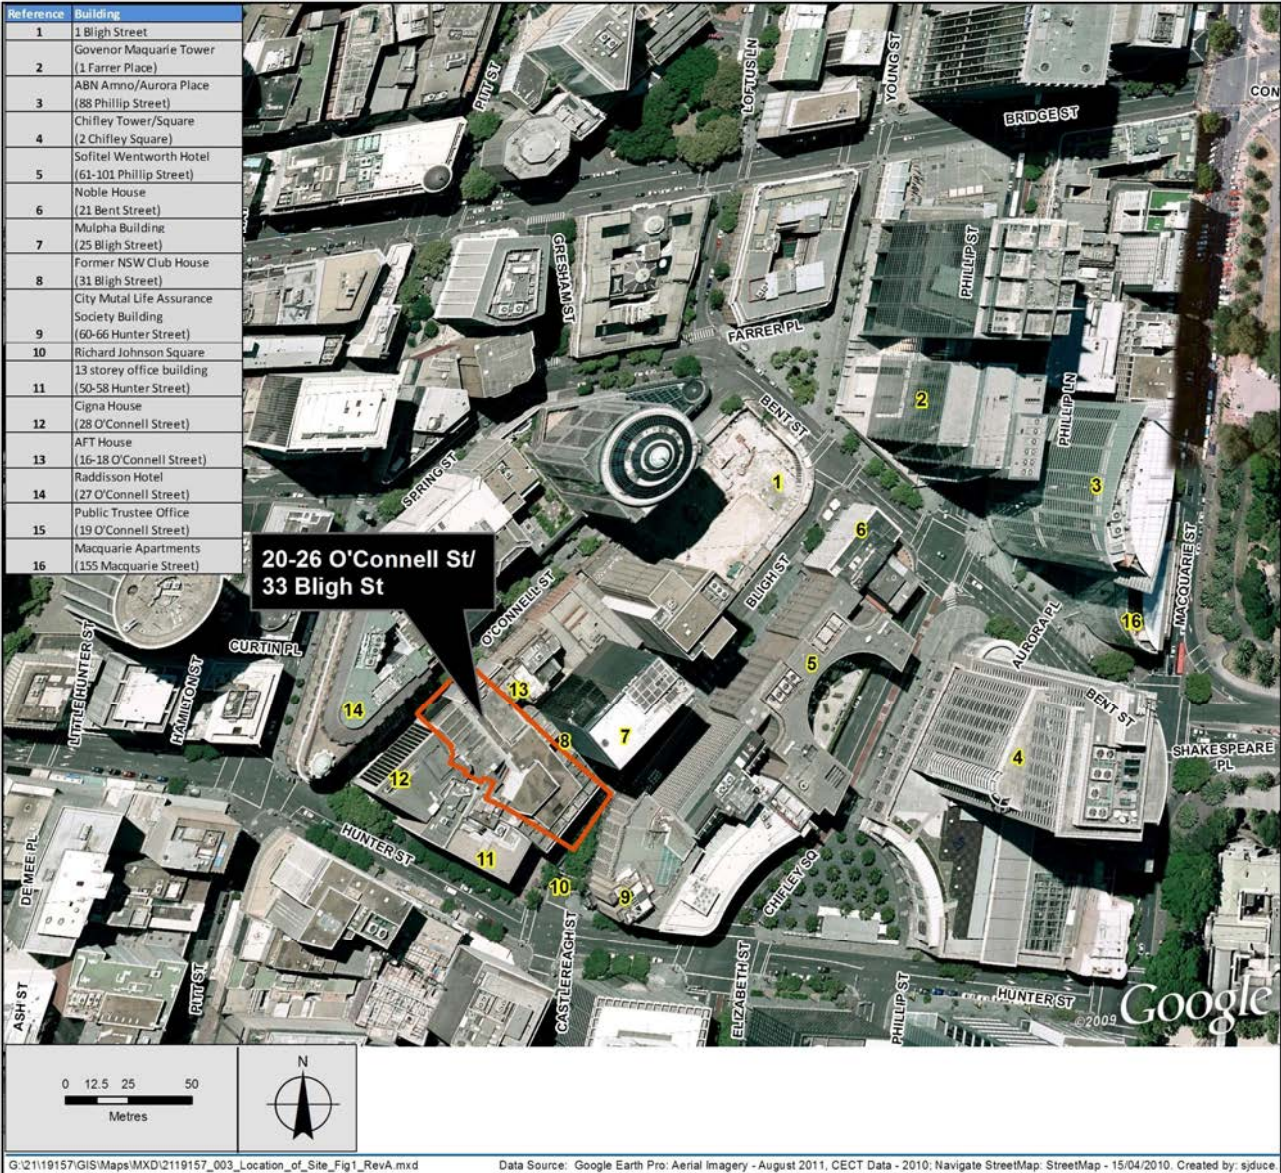 Reference Building
1 1 Bligh Street
Govenor Maquarie Tower
2 (1 Farrer Place)
ABN Amno/Aurora Place
3 (88 Phillip Street)
Chifley Tower/Square
4 (2 Chifley Square)
Sofitel Wentworth Hotel
5 (61-101 Phillip Street)
Noble House
6 (21 Bent Street)
Mulpha Building
7 (25 Bligh Street)
Former NSW Club House
8 (31 Bligh Street)
City Mutal Life Assurance
Society Building
9 (60-66 Hunter Street)
10 Richard Johnson Square
13 storey office building
11 (50-58 Hunter Street)
Cigna House
12 (28 O'Connell Street)
AFT House
13 (16-18 O'Connell Street)
Raddisson Hotel
14 (27 O'Connell Street)
Public Trustee Office
15 (19 O'Connell Street)
Macquarie Apartments
16 (155 Macquarie Street)
PITT ST
LOFTUS LN
YOUNG ST
BRIDGE ST
CON
GRESHAM ST
PHILLIP ST
FARRER PL
PHILLIP LN
BENT ST
2
3
1
SPRING ST
6
MACQUARIE ST
20-26 O'Connell St/
33 Bligh St
O'CONNELL ST
BLIGH ST
AURORA PL
16
LITTLE HUNTER ST
HAMILTON ST
CURTIN PL
5
13
14
8
7
BENT ST
4
SHAKESPEARE
PL
12
HUNTER ST
11
10
9
CHIFLEY SQ
DE MEE PL
ASH ST
PITT ST
CASTLEREAGH ST
ELIZABETH ST
PHILLIP ST
HUNTER ST
©2009 Google
0 12.5 25 50
Metres
N
G:\21\19157\GIS\Maps\MXD\2119157_003_Location_of_Site_Fig1_RevA.mxd
Data Source: Google Earth Pro: Aerial Imagery - August 2011, CECT Data - 2010; Navigate StreetMap: StreetMap - 15/04/2010. Created by: sjduce